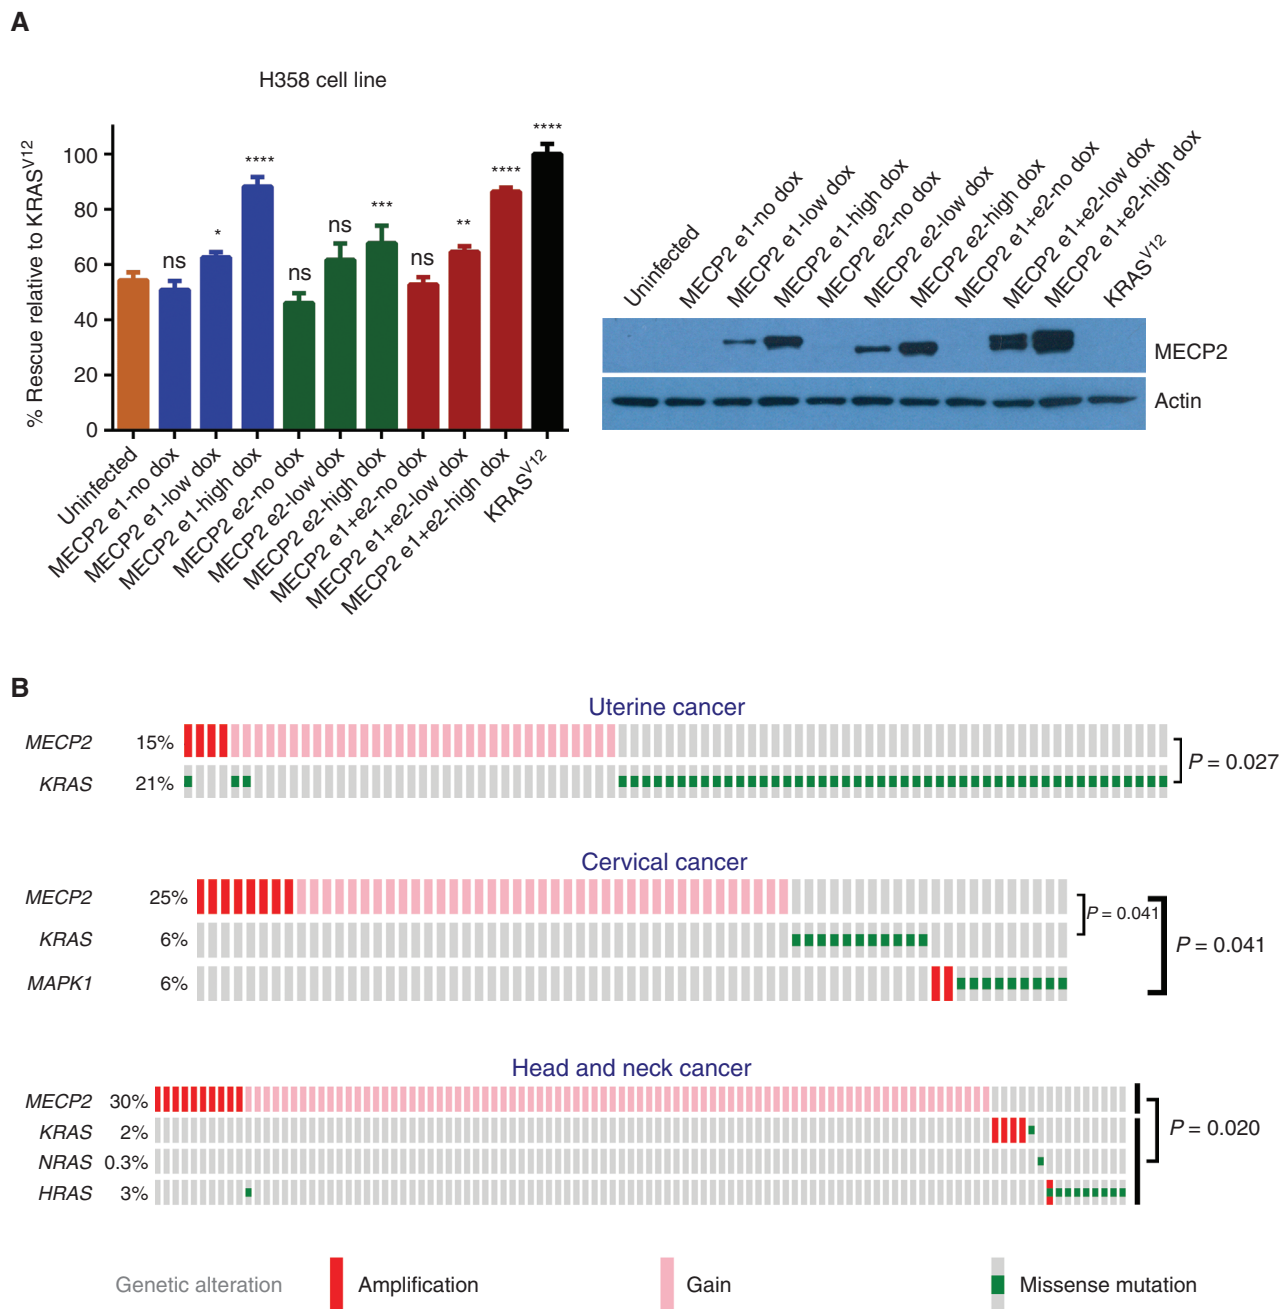 A
H358 cell line
% Rescue relative to KRASV12
100
80
60
40
20
0
ns
*
****
ns
ns
***
ns
**
****
****
Uninfected
MECP2 e1-no dox
MECP2 e1-low dox
MECP2 e1-high dox
MECP2 e2-no dox
MECP2 e2-low dox
MECP2 e2-high dox
MECP2 e1+e2-no dox
MECP2 e1+e2-low dox
MECP2 e1+e2-high dox
KRASV12
Uninfected
MECP2 e1-no dox
MECP2 e1-low dox
MECP2 e1-high dox
MECP2 e2-no dox
MECP2 e2-low dox
MECP2 e2-high dox
MECP2 e1+e2-no dox
MECP2 e1+e2-low dox
MECP2 e1+e2-high dox
KRASV12
MECP2
Actin
B
Uterine cancer
MECP2 15%
KRAS 21%
P = 0.027
Cervical cancer
MECP2 25%
KRAS 6%
MAPK1 6%
P = 0.041
P = 0.041
Head and neck cancer
MECP2 30%
KRAS 2%
NRAS 0.3%
HRAS 3%
P = 0.020
Genetic alteration Amplification Gain Missense mutation